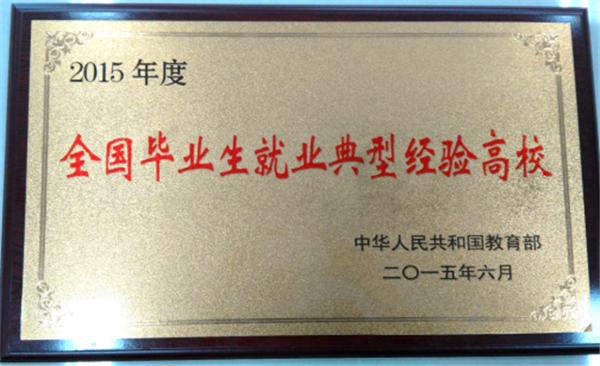 2015 年度
全国毕业生就业典型经验高校
中华人民共和国教育部
二〇一五年六月